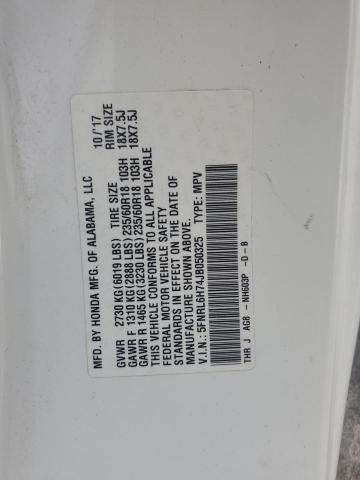 MFD. BY HONDA MFG. OF ALABAMA, LLC 10/'17
GVWR 2730 KG(6019 LBS) TIRE SIZE RIM SIZE
GAWR F 1310 KG(2888 LBS)235/60R18 103H 18X7.5J
GAWR R 1465 KG(3230 LBS)235/60R18 103H 18X7.5J
THIS VEHICLE CONFORMS TO ALL APPLICABLE
FEDERAL MOTOR VEHICLE SAFETY
STANDARDS IN EFFECT ON THE DATE OF
MANUFACTURE SHOWN ABOVE.
V.I.N.: 5FNRL6H74JB050325 TYPE: MPV
THR J AG8 -NH603P -D-B